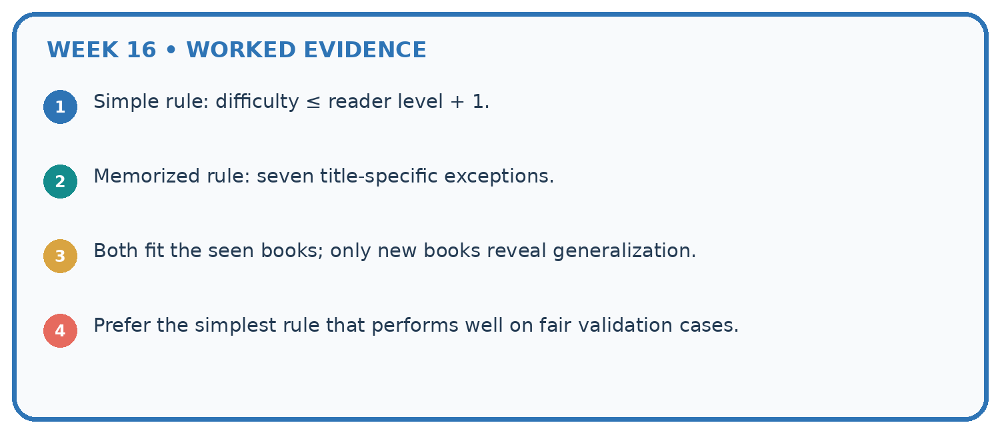 WEEK 16 • WORKED EVIDENCE
1 Simple rule: difficulty ≤ reader level + 1.
2 Memorized rule: seven title-specific exceptions.
3 Both fit the seen books; only new books reveal generalization.
4 Prefer the simplest rule that performs well on fair validation cases.